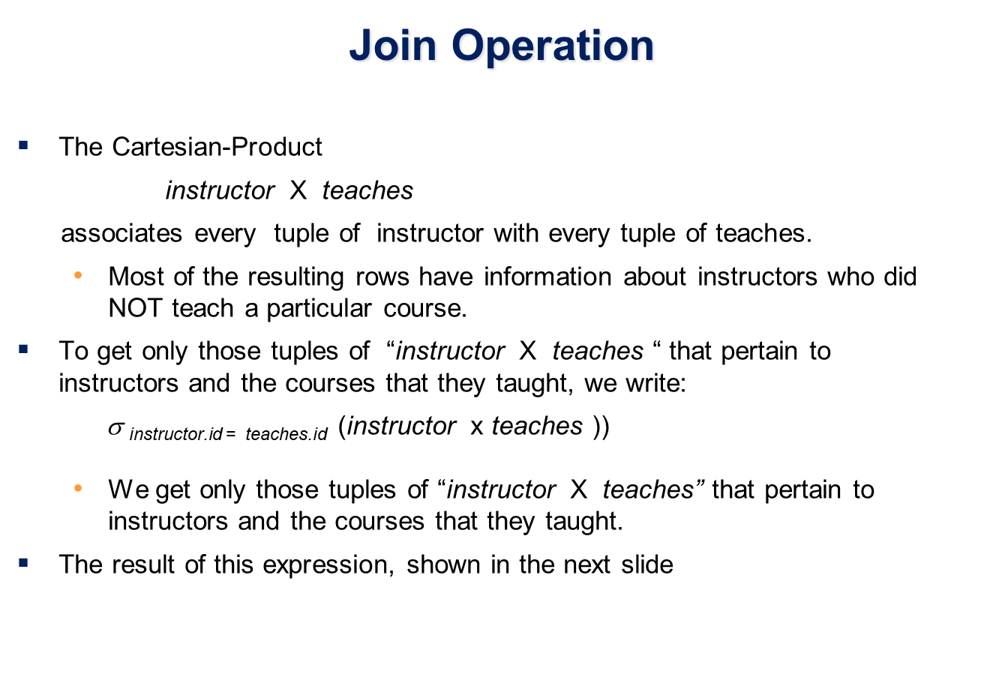 Join Operation
▪ The Cartesian-Product
instructor X teaches
associates every tuple of instructor with every tuple of teaches.
• Most of the resulting rows have information about instructors who did
NOT teach a particular course.
▪ To get only those tuples of “instructor X teaches “ that pertain to
instructors and the courses that they taught, we write:
σ instructor.id = teaches.id (instructor x teaches ))
• We get only those tuples of “instructor X teaches” that pertain to
instructors and the courses that they taught.
▪ The result of this expression, shown in the next slide